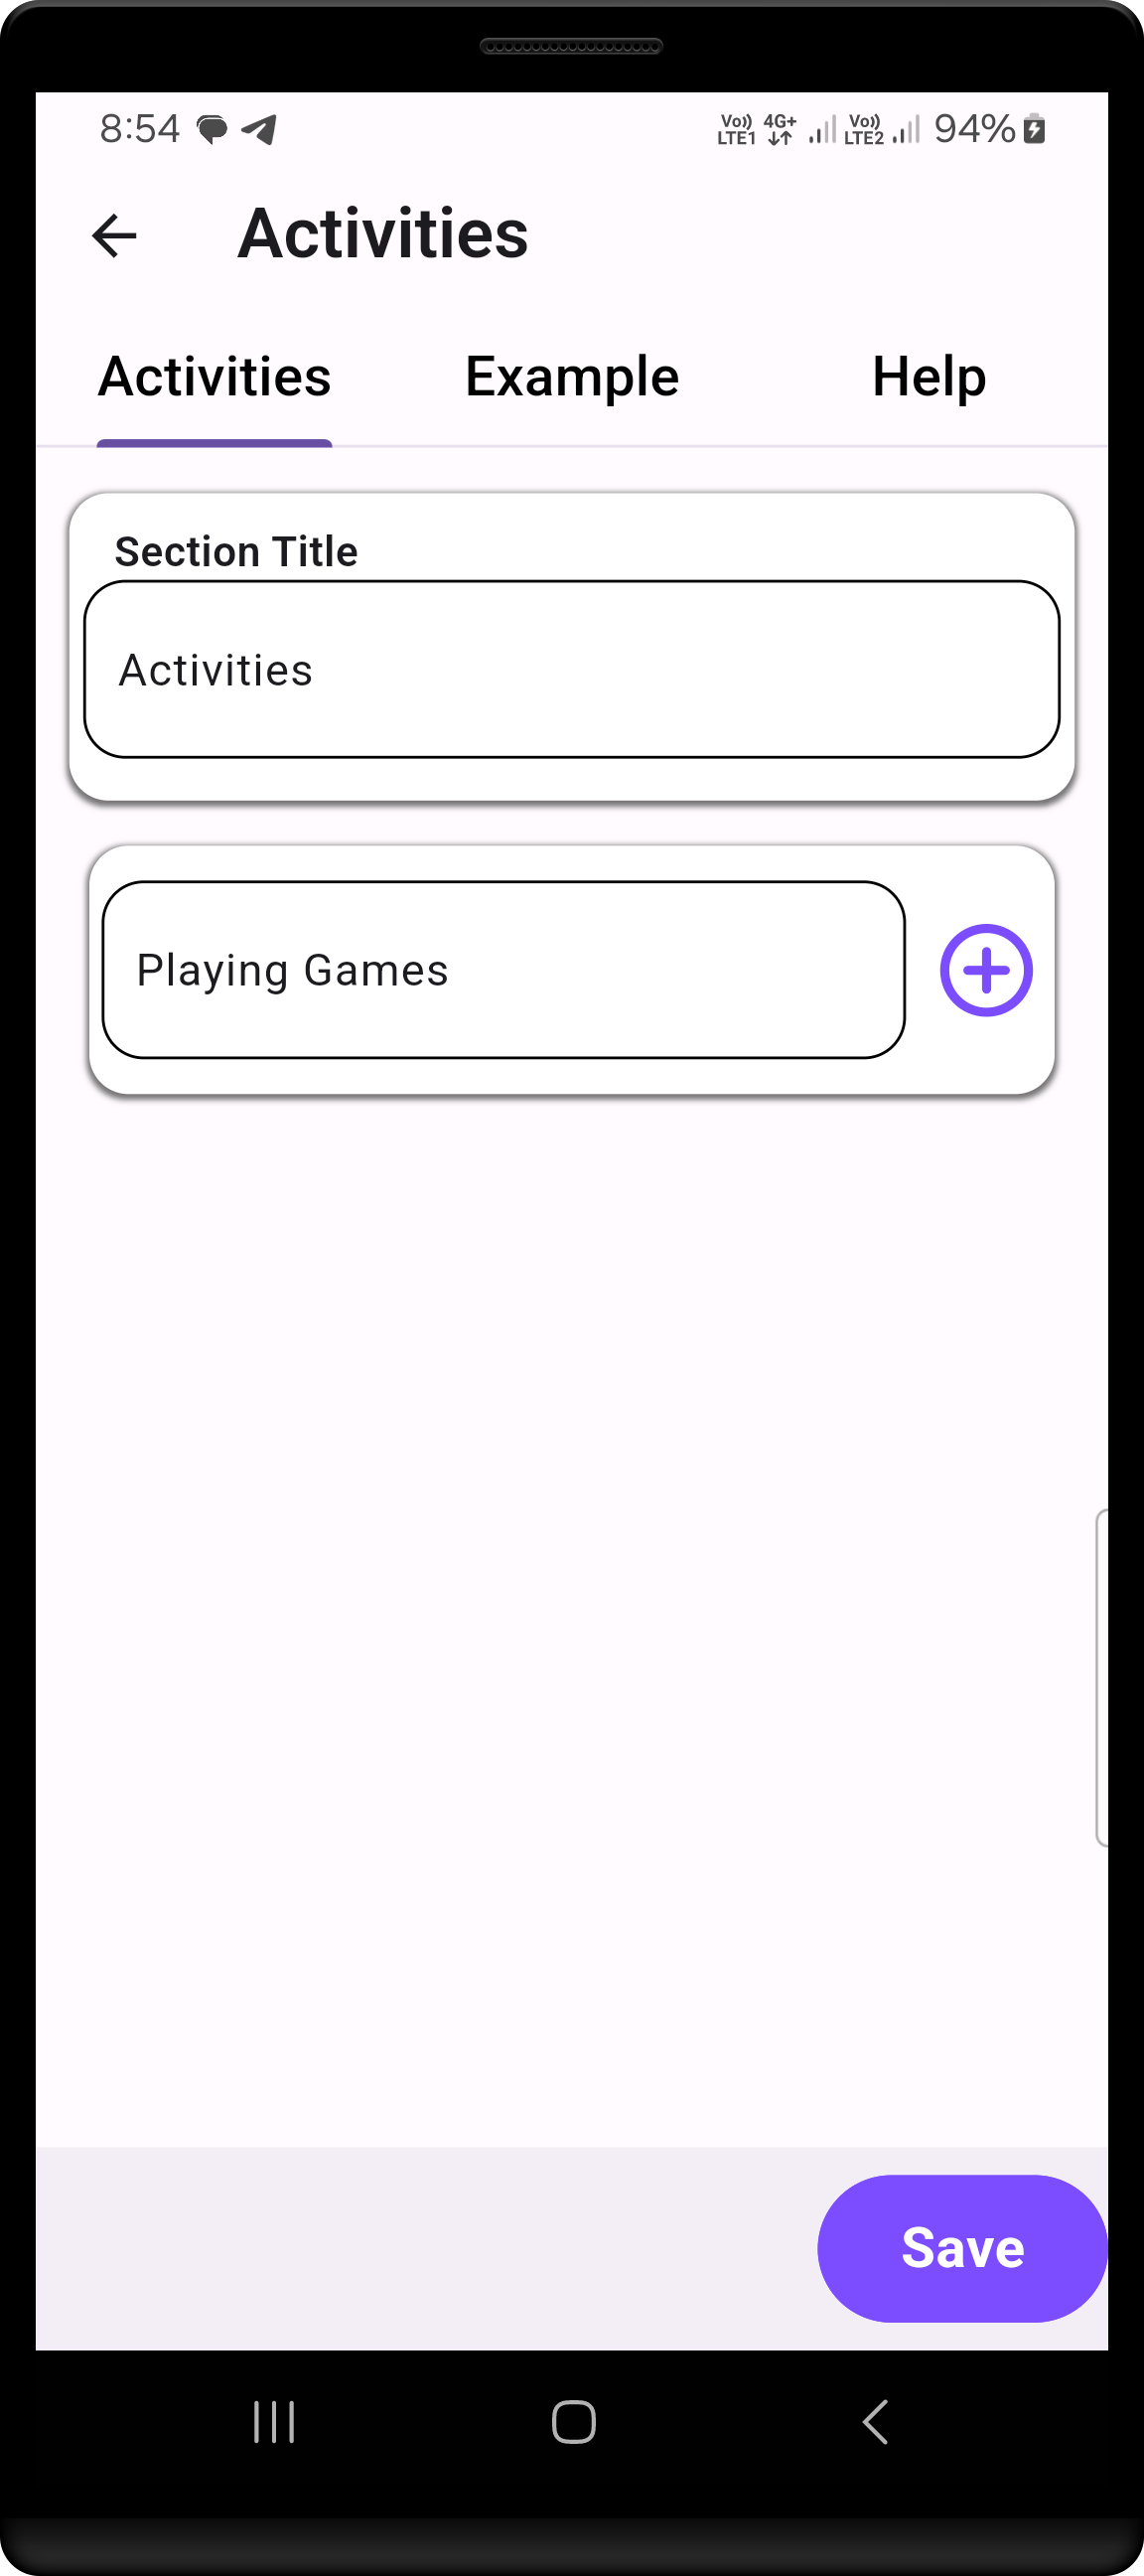 8:54 Vo)) LTE1 4G+ Vo)) LTE2 94%
Activities
Activities Example Help
Section Title
Activities
Playing Games
Save